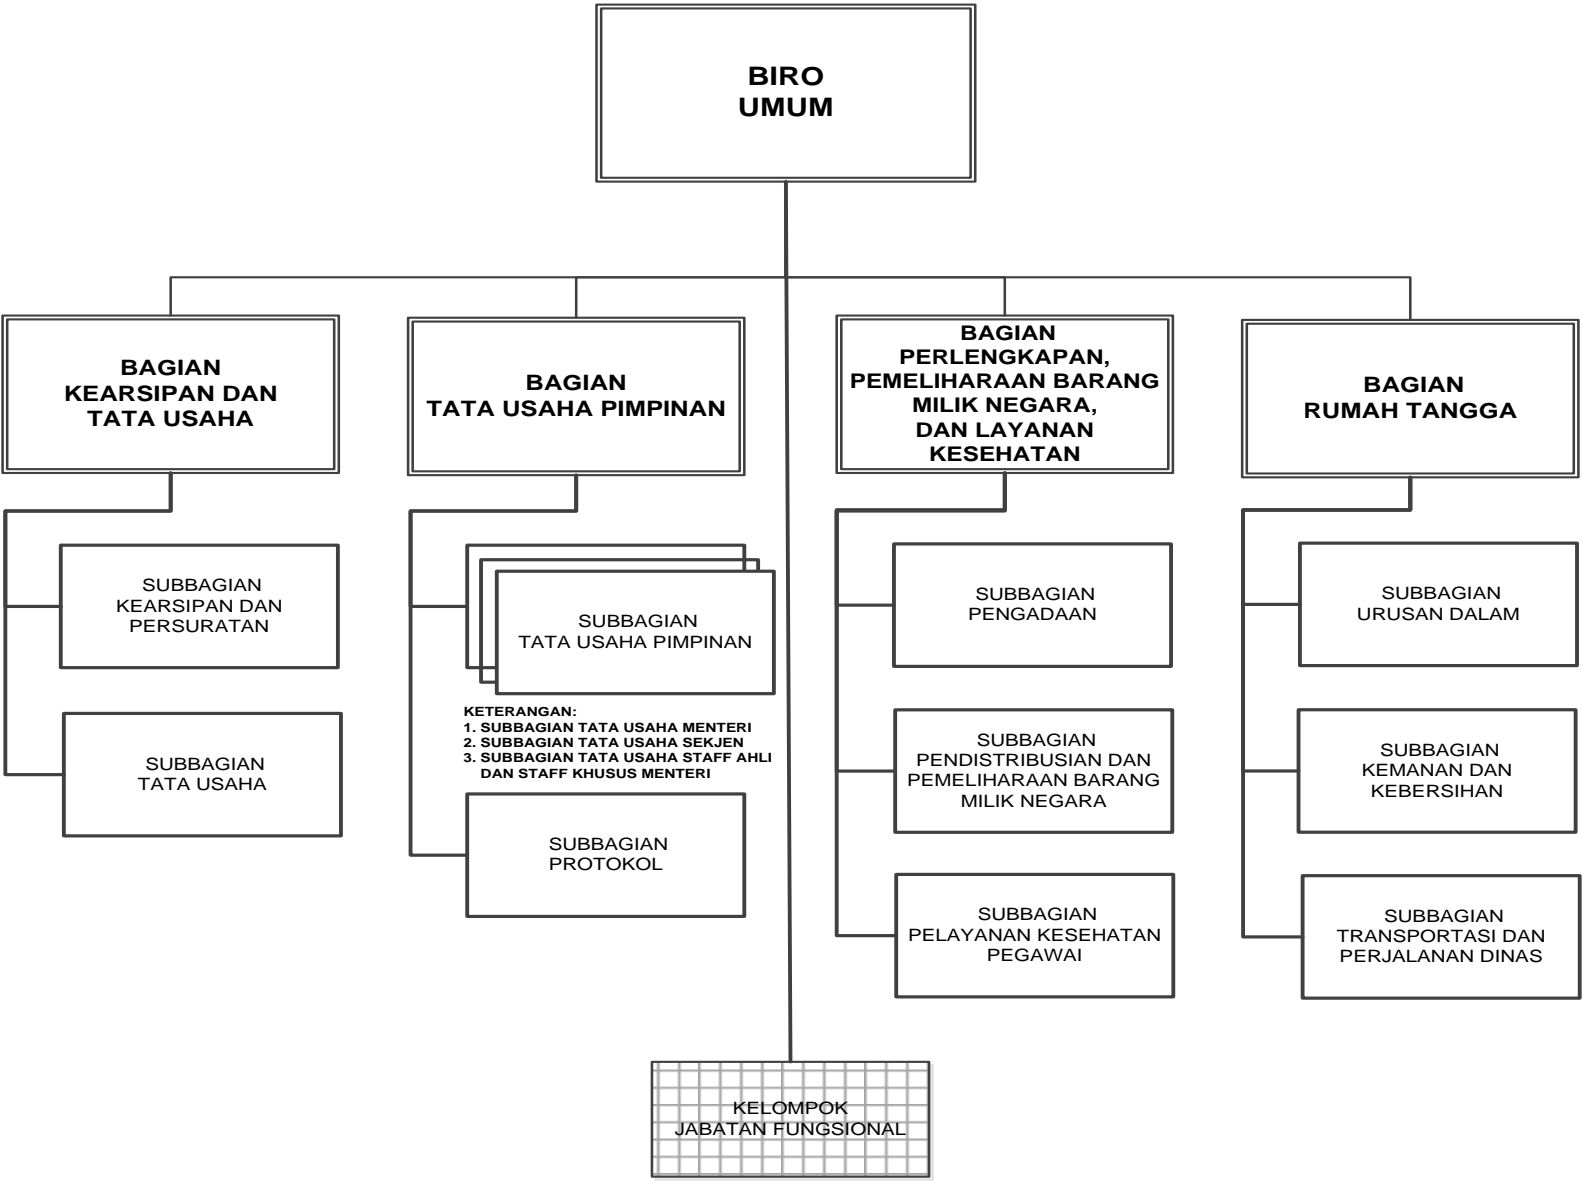 BIRO
UMUM
BAGIAN
KEARSIPAN DAN
TATA USAHA
BAGIAN
TATA USAHA PIMPINAN
BAGIAN
PERLENGKAPAN,
PEMELIHARAAN BARANG
MILIK NEGARA,
DAN LAYANAN
KESEHATAN
BAGIAN
RUMAH TANGGA
SUBBAGIAN
KEARSIPAN DAN
PERSURATAN
SUBBAGIAN
TATA USAHA
SUBBAGIAN
TATA USAHA PIMPINAN
KETERANGAN:
1. SUBBAGIAN TATA USAHA MENTERI
2. SUBBAGIAN TATA USAHA SEKJEN
3. SUBBAGIAN TATA USAHA STAFF AHLI
DAN STAFF KHUSUS MENTERI
SUBBAGIAN
PROTOKOL
SUBBAGIAN
PENGADAAN
SUBBAGIAN
PENDISTRIBUSIAN DAN
PEMELIHARAAN BARANG
MILIK NEGARA
SUBBAGIAN
PELAYANAN KESEHATAN
PEGAWAI
SUBBAGIAN
URUSAN DALAM
SUBBAGIAN
KEMANAN DAN
KEBERSIHAN
SUBBAGIAN
TRANSPORTASI DAN
PERJALANAN DINAS
KELOMPOK
JABATAN FUNGSIONAL